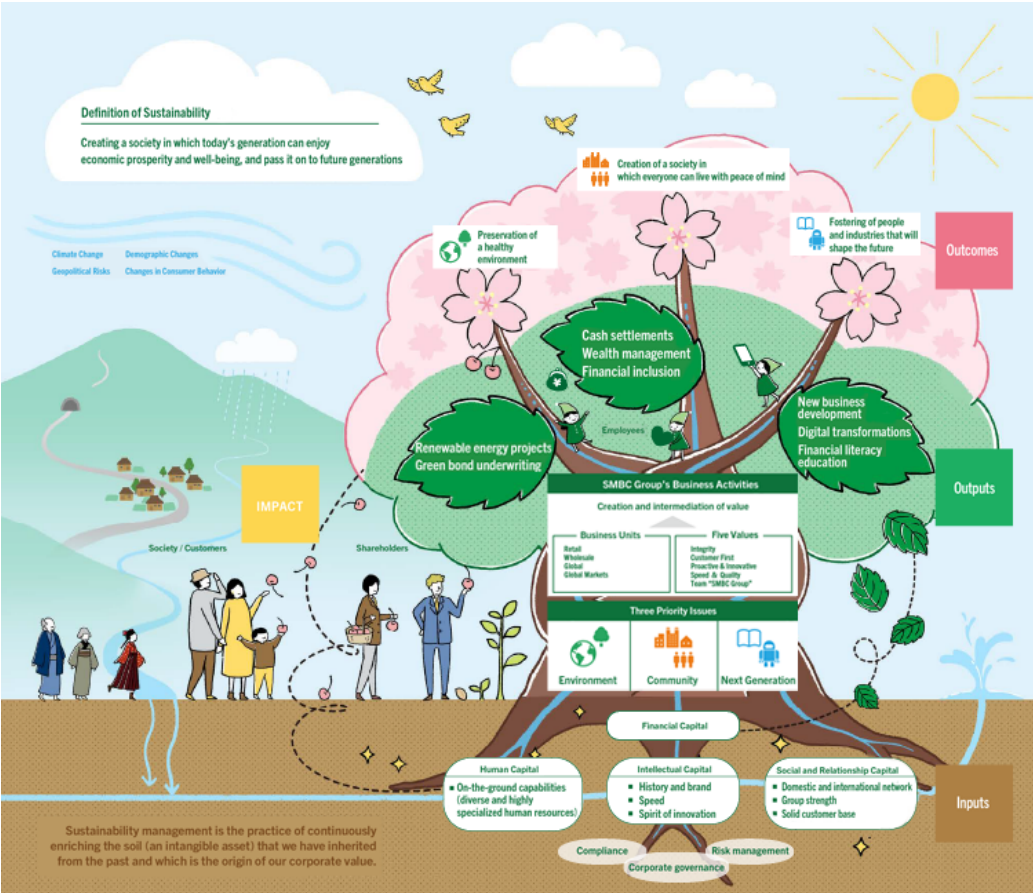 Definition of Sustainability
Creating a society in which today's generation can enjoy
economic prosperity and well-being, and pass it on to future generations
Creation of a society in
which everyone can live with peace of mind
Preservation of
a healthy
environment
Fostering of people
and industries that will
shape the future
Outcomes
Climate Change
Demographic Changes
Geopolitical Risks
Changes in Consumer Behavior
Cash settlements
Wealth management
Financial inclusion
New business
development
Digital transformations
Financial literacy
education
Renewable energy projects
Green bond underwriting
Employees
Outputs
IMPACT
SMBC Group's Business Activities
Creation and intermediation of value
Business Units
Retail
Wholesale
Global
Global Markets
Five Values
Integrity
Customer First
Proactive & Innovative
Speed & Quality
Team "SMBC Group"
Society / Customers
Shareholders
Three Priority Issues
Environment
Community
Next Generation
Financial Capital
Human Capital
▪ On-the-ground capabilities
(diverse and highly
specialized human resources)
Intellectual Capital
▪ History and brand
▪ Speed
▪ Spirit of innovation
Social and Relationship Capital
▪ Domestic and international network
▪ Group strength
▪ Solid customer base
Inputs
Sustainability management is the practice of continuously
enriching the soil (an intangible asset) that we have inherited
from the past and which is the origin of our corporate value.
Compliance
Risk management
Corporate governance